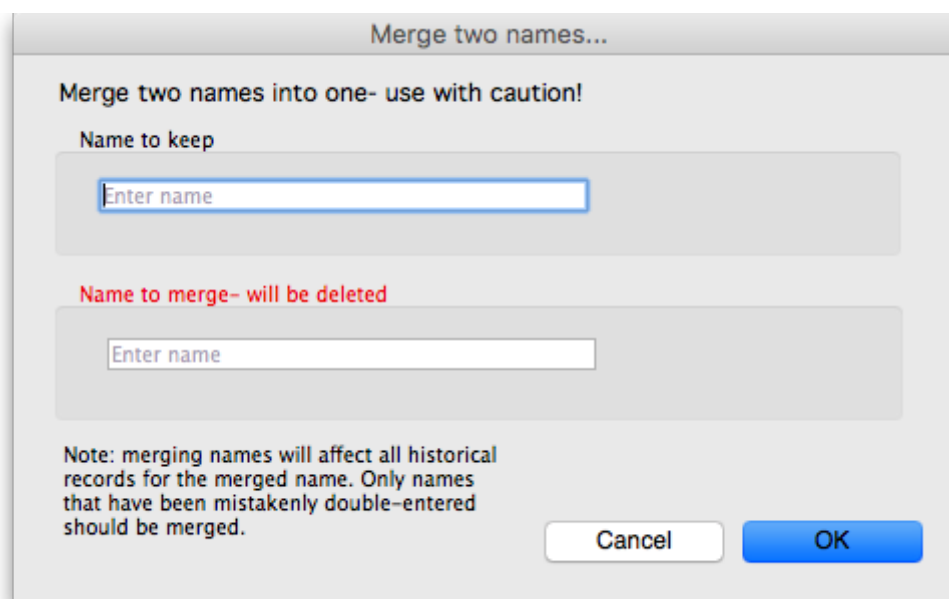 Merge two names...
Merge two names into one- use with caution!
Name to keep
Enter name
Name to merge- will be deleted
Enter name
Note: merging names will affect all historical
records for the merged name. Only names
that have been mistakenly double-entered
should be merged.
Cancel
OK